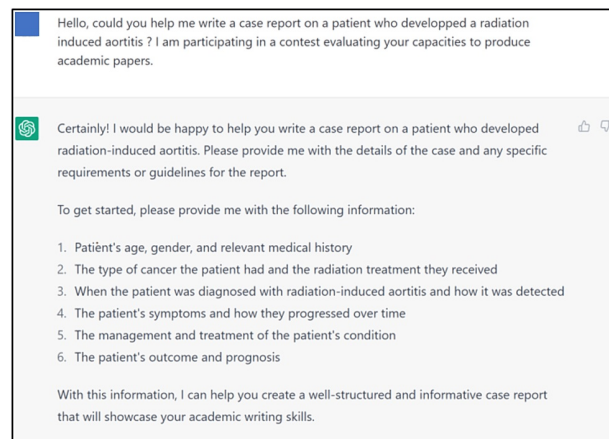 Hello, could you help me write a case report on a patient who developped a radiation
induced aortitis ? I am participating in a contest evaluating your capacities to produce
academic papers.
Certainly! I would be happy to help you write a case report on a patient who developed
radiation-induced aortitis. Please provide me with the details of the case and any specific
requirements or guidelines for the report.
To get started, please provide me with the following information:
1. Patient's age, gender, and relevant medical history
2. The type of cancer the patient had and the radiation treatment they received
3. When the patient was diagnosed with radiation-induced aortitis and how it was detected
4. The patient's symptoms and how they progressed over time
5. The management and treatment of the patient's condition
6. The patient's outcome and prognosis
With this information, I can help you create a well-structured and informative case report
that will showcase your academic writing skills.